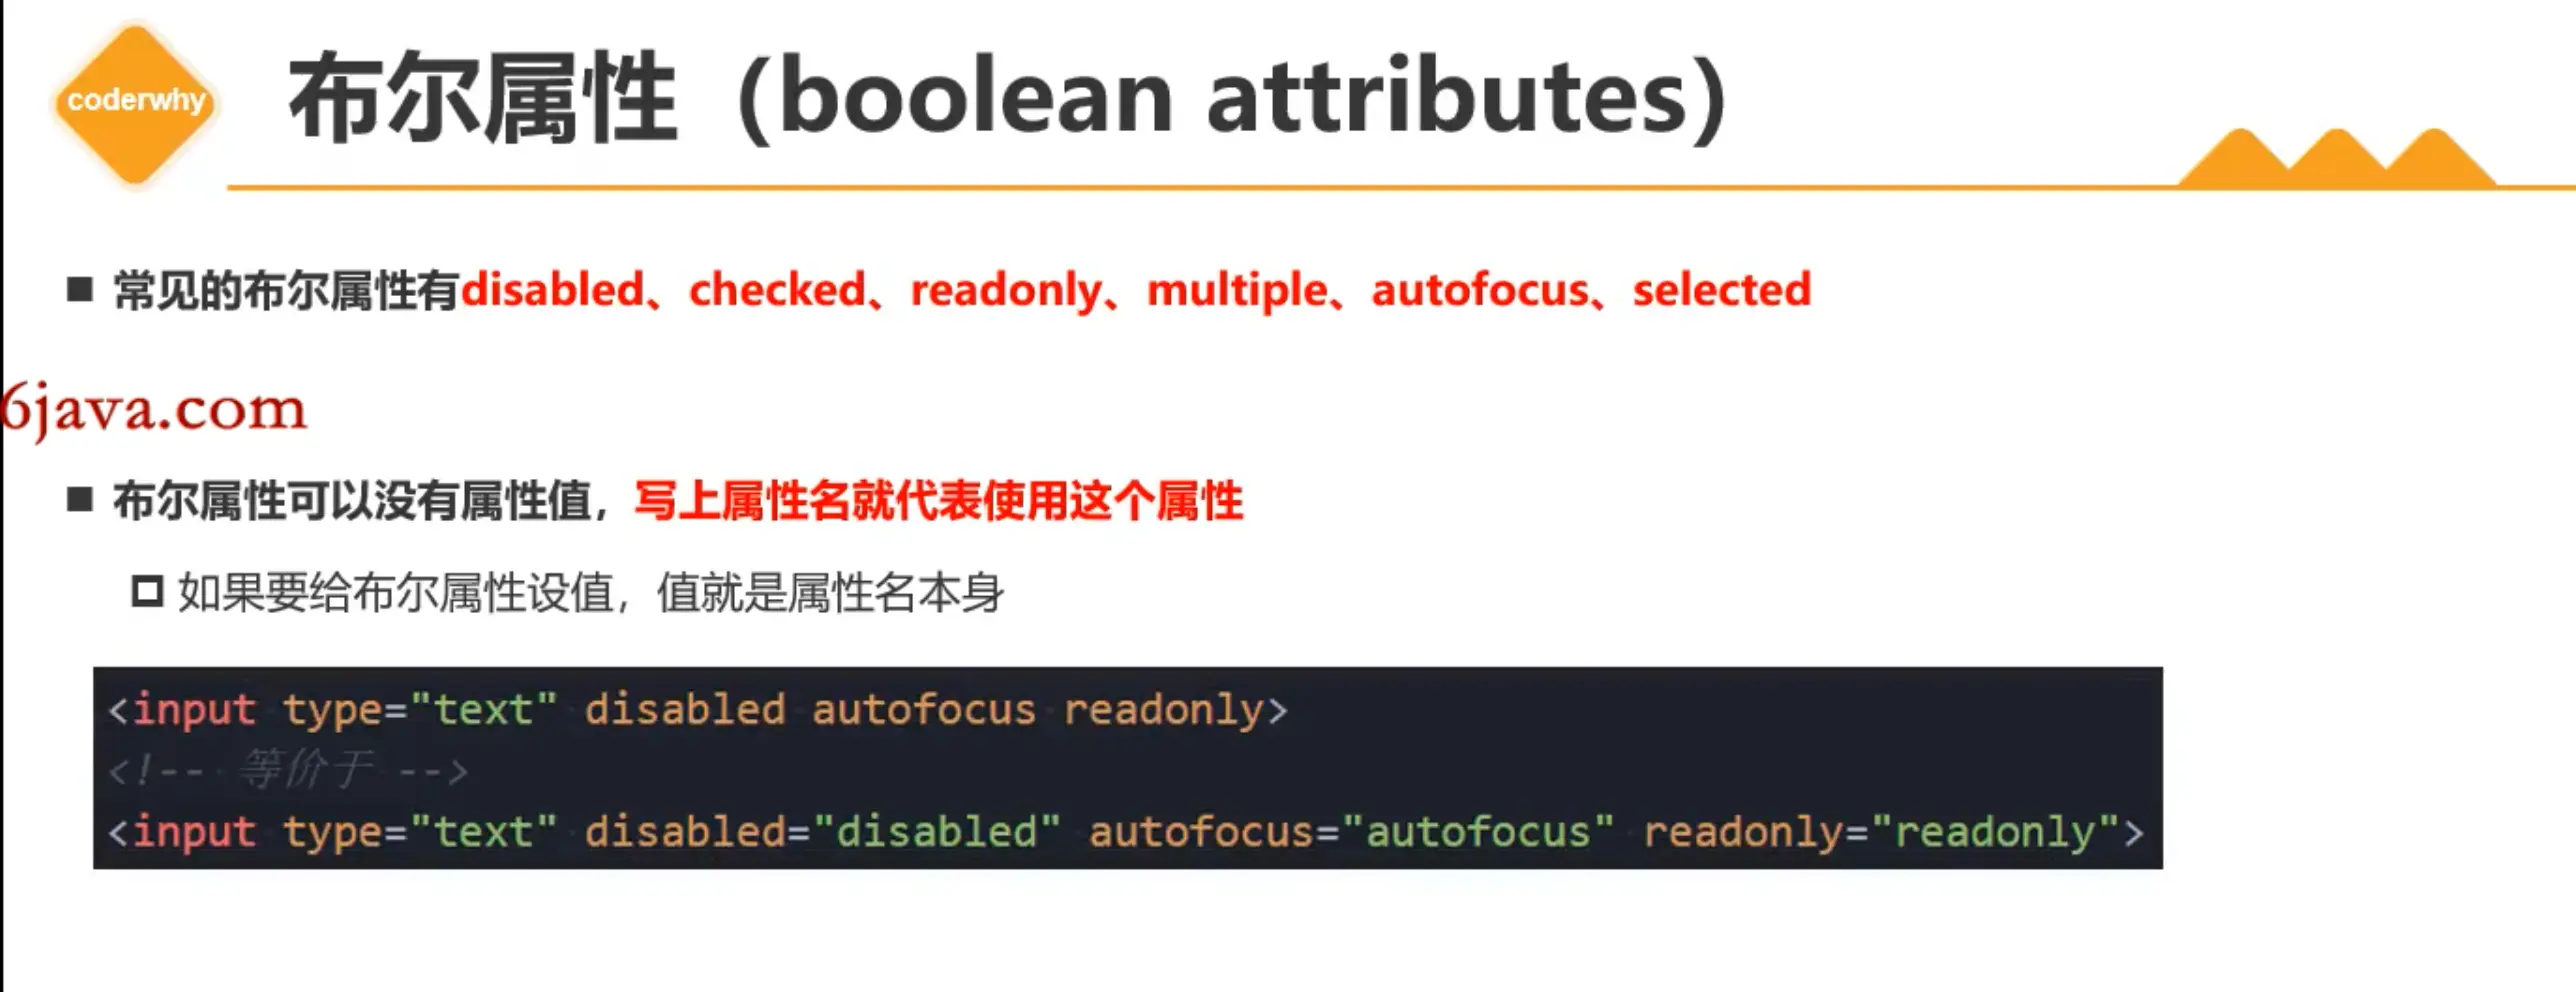 coderwhy
布尔属性（boolean attributes）
常见的布尔属性有disabled、checked、readonly、multiple、autofocus、selected
6java.com
布尔属性可以没有属性值，写上属性名就代表使用这个属性
如果要给布尔属性设值，值就是属性名本身
<input type="text" disabled autofocus readonly>
<!-- 等价于 -->
<input type="text" disabled="disabled" autofocus="autofocus" readonly="readonly">